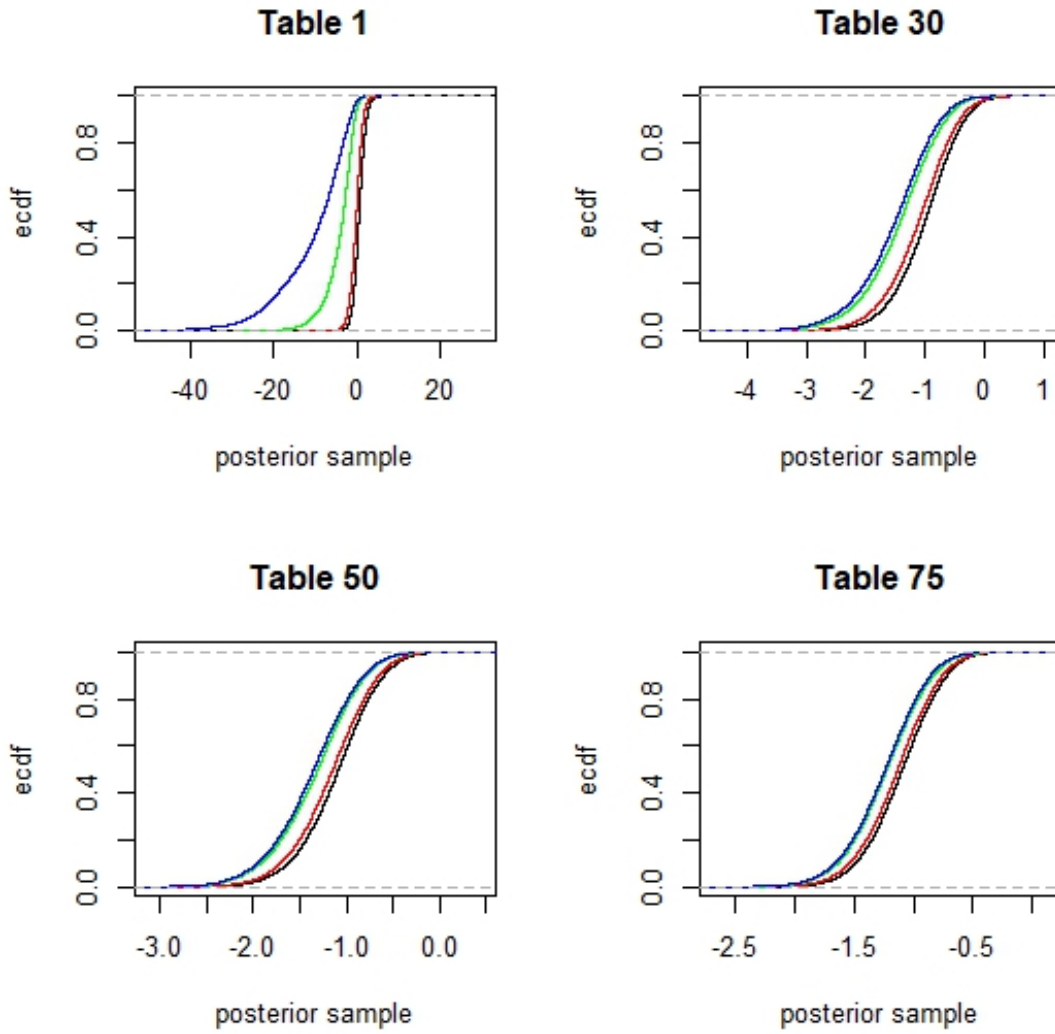 Table 1
ecdf
0.0 0.4 0.8
-40 -20 0 20
posterior sample
Table 30
ecdf
0.0 0.4 0.8
-4 -3 -2 -1 0 1
posterior sample
Table 50
ecdf
0.0 0.4 0.8
-3.0 -2.0 -1.0 0.0
posterior sample
Table 75
ecdf
0.0 0.4 0.8
-2.5 -1.5 -0.5
posterior sample